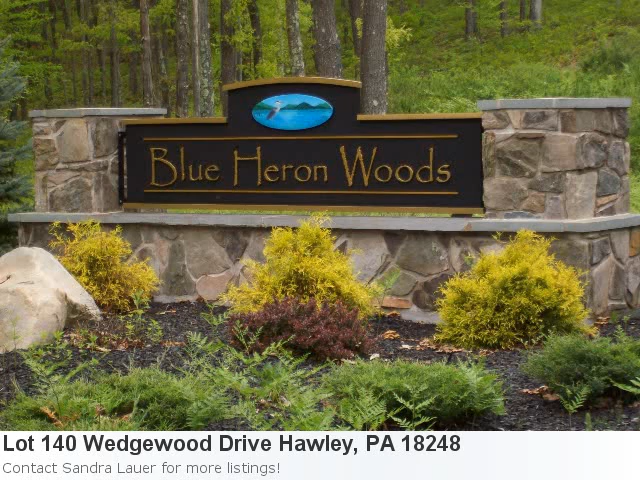 Blue Heron Woods
Lot 140 Wedgewood Drive Hawley, PA 18248
Contact Sandra Lauer for more listings!